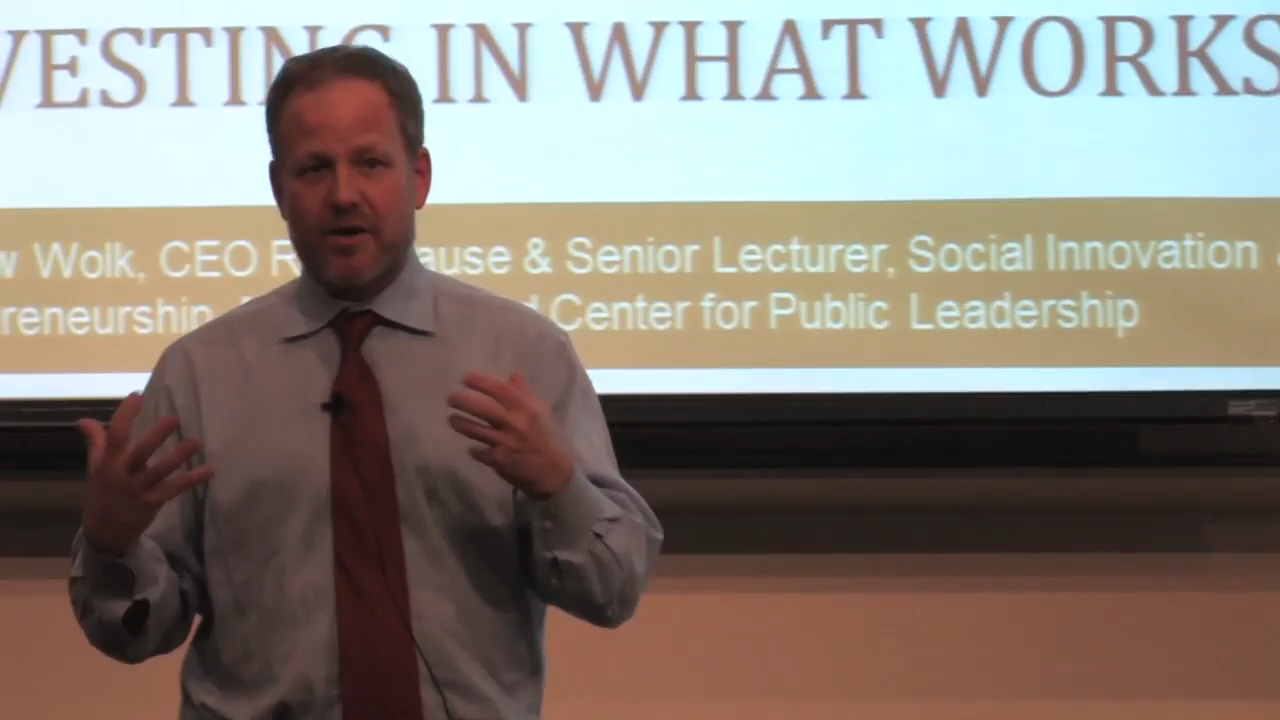 VESTING IN WHAT WORKS
w Wolk, CEO R ause & Senior Lecturer, Social Innovation
reneurship, d Center for Public Leadership